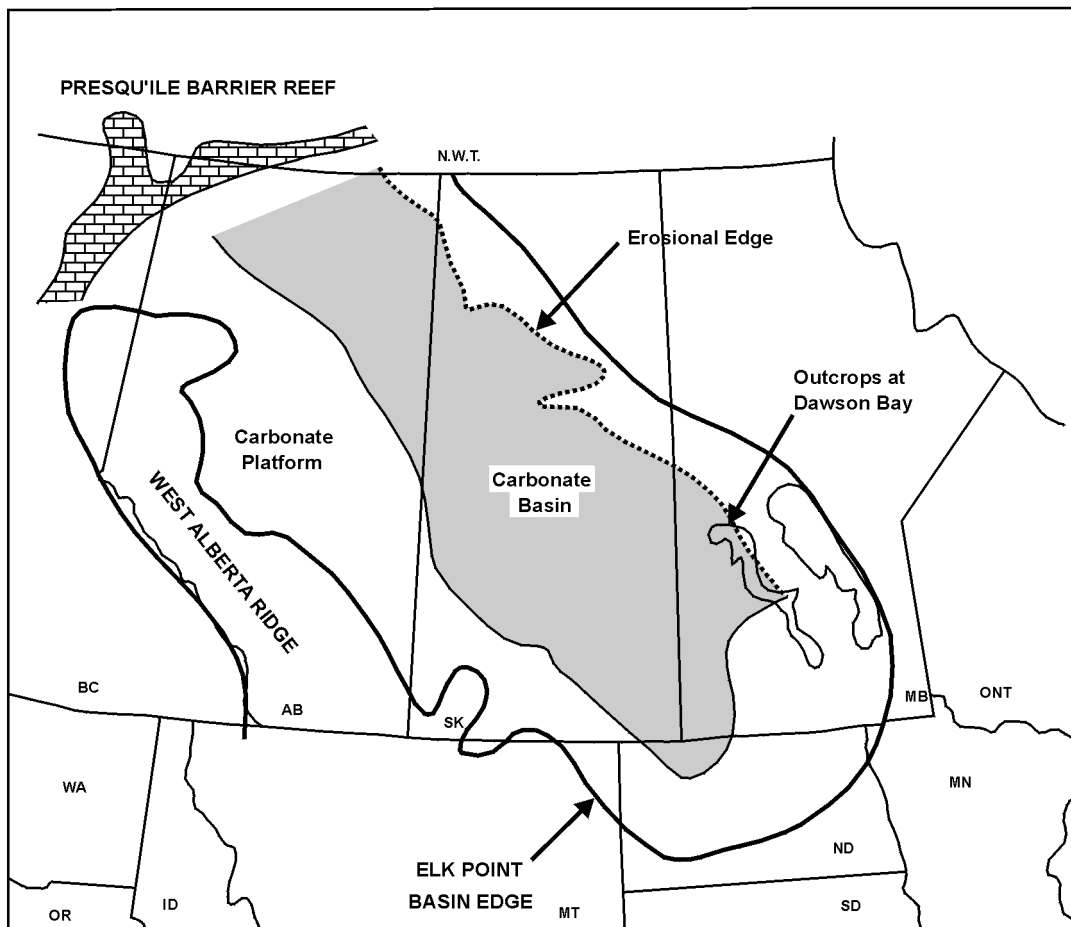 PRESQU'ILE BARRIER REEF
N.W.T.
Erosional Edge
Outcrops at
Dawson Bay
Carbonate
Platform
Carbonate
Basin
WEST ALBERTA RIDGE
BC
AB
SK
MB
ONT
WA
MN
ELK POINT
BASIN EDGE
ND
OR
ID
MT
SD